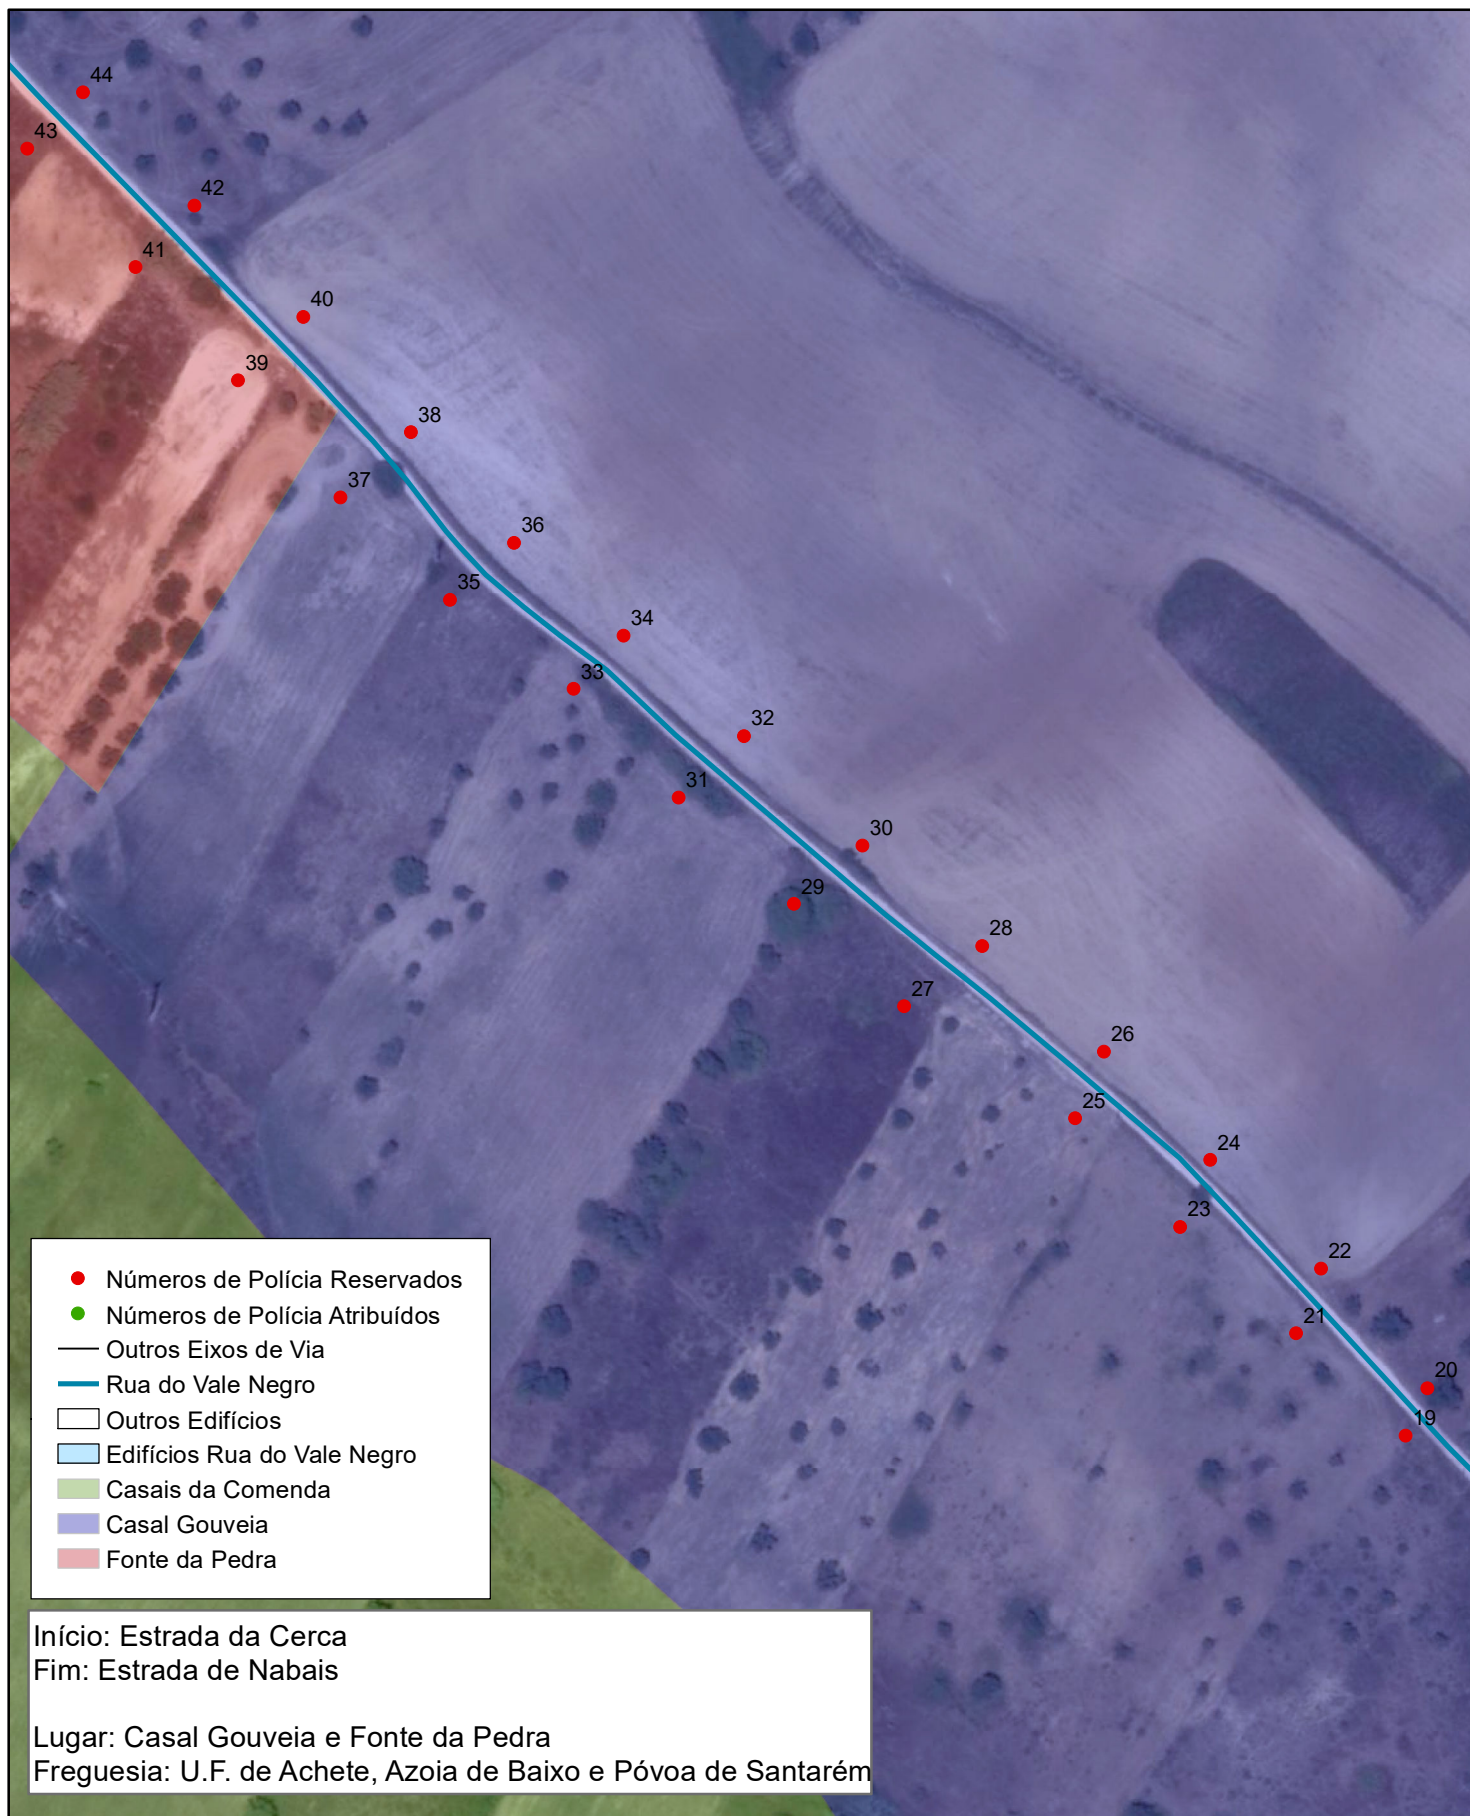 44
43
42
41
40
39
38
37
36
35
34
33
32
31
30
29
28
27
26
25
24
23
22
21
20
19
Números de Polícia Reservados
Números de Polícia Atribuídos
Outros Eixos de Via
Rua do Vale Negro
Outros Edifícios
Edifícios Rua do Vale Negro
Casais da Comenda
Casal Gouveia
Fonte da Pedra
Início: Estrada da Cerca
Fim: Estrada de Nabais
Lugar: Casal Gouveia e Fonte da Pedra
Freguesia: U.F. de Achete, Azoia de Baixo e Póvoa de Santarém